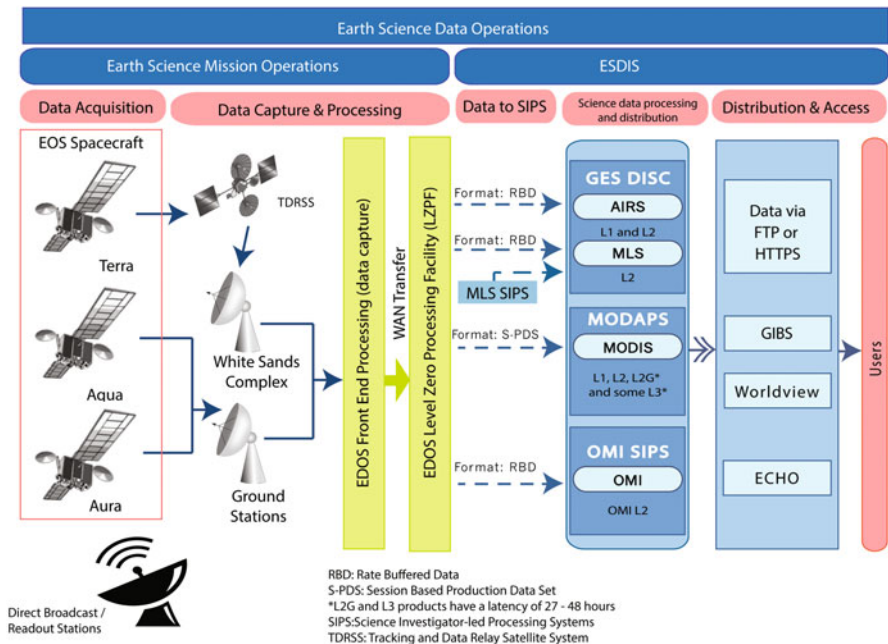 Earth Science Data Operations
Earth Science Mission Operations
ESDIS
Data Acquisition
Data Capture & Processing
Data to SIPS
Science data processing
and distribution
Distribution & Access
EOS Spacecraft
Terra
Aqua
Aura
TDRSS
White Sands
Complex
Ground
Stations
EDOS Front End Processing (data capture)
WAN Transfer
EDOS Level Zero Processing Facility (LZPF)
Format: RBD
Format: RBD
MLS SIPS
Format: S-PDS
Format: RBD
GES DISC
AIRS
L1 and L2
MLS
L2
MODAPS
MODIS
L1, L2, L2G*
and some L3*
OMI SIPS
OMI
OMI L2
Data via
FTP or
HTTPS
GIBS
Worldview
ECHO
Users
Direct Broadcast /
Readout Stations
RBD: Rate Buffered Data
S-PDS: Session Based Production Data Set
*L2G and L3 products have a latency of 27 - 48 hours
SIPS:Science Investigator-led Processing Systems
TDRSS: Tracking and Data Relay Satellite System